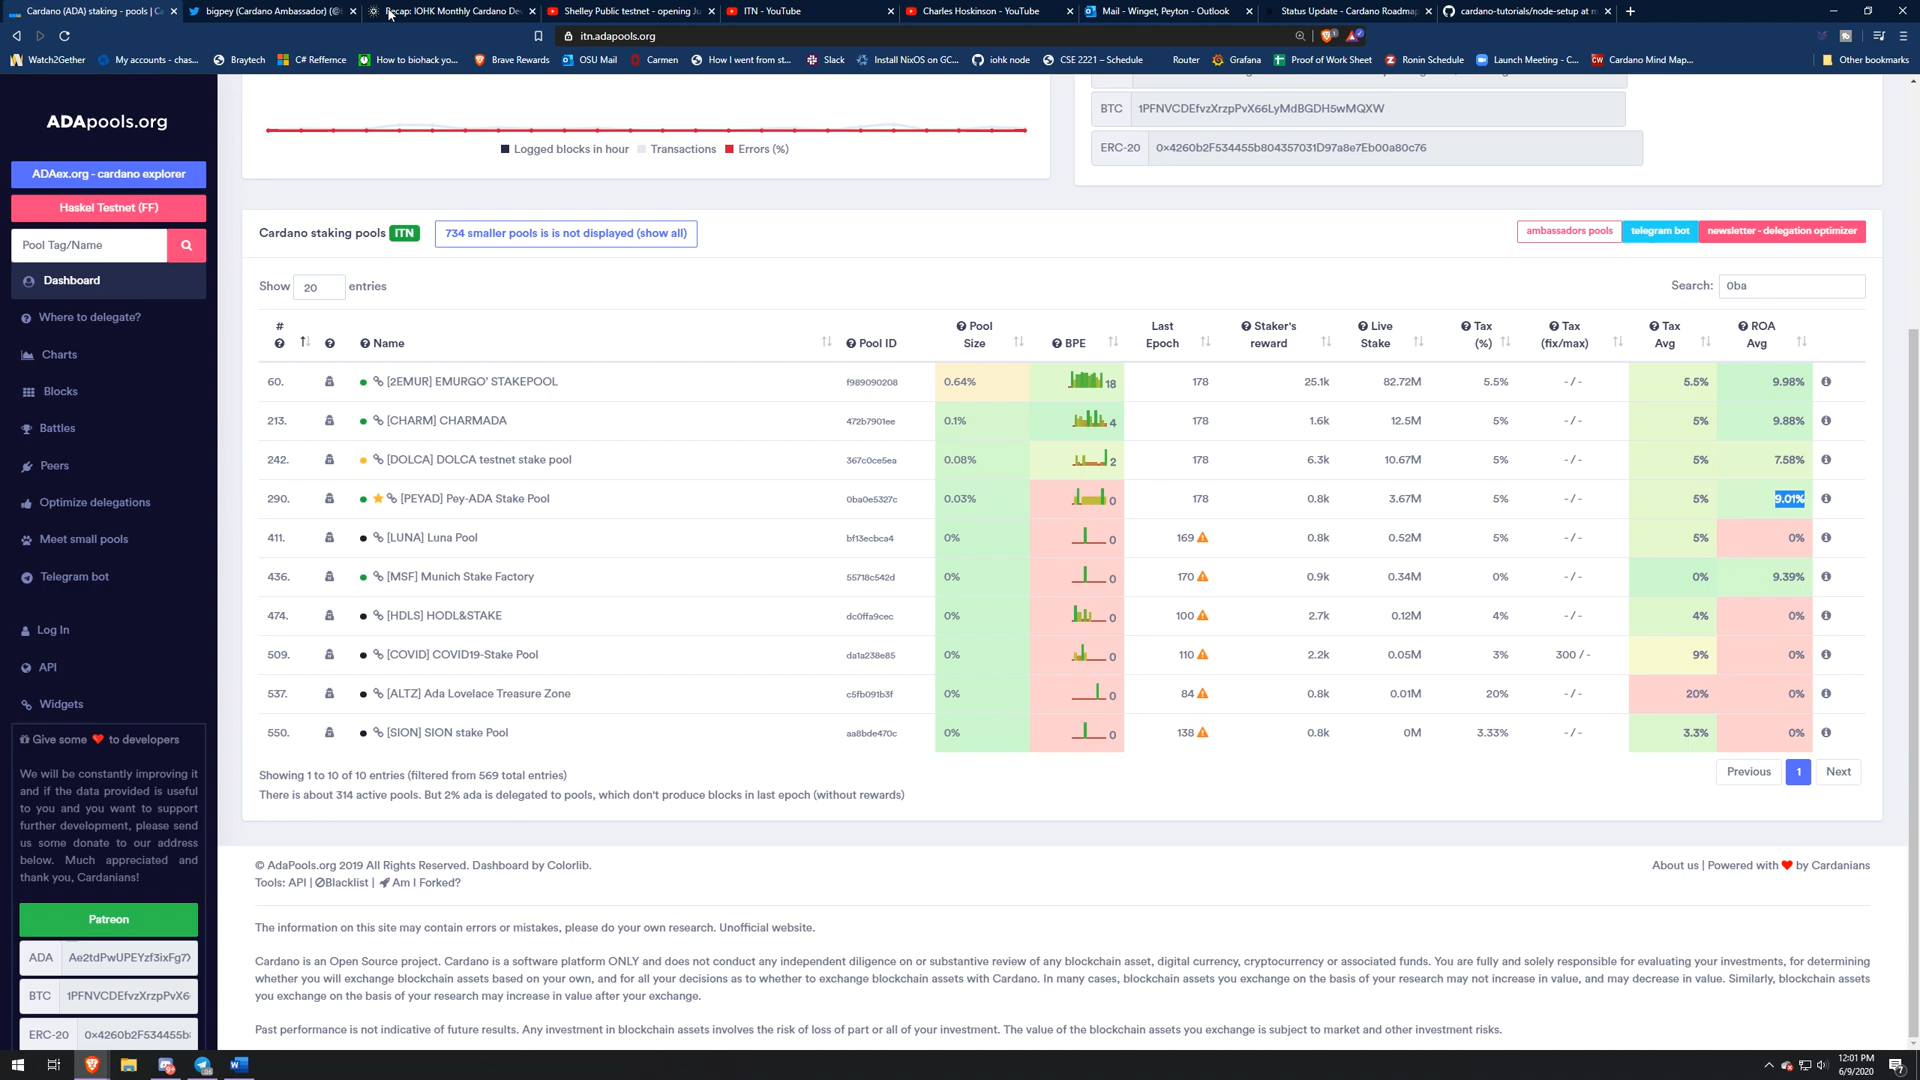 Cardano (ADA) staking - pools | C
bigpey (Cardano Ambassador) (@
Recap: IOHK Monthly Cardano De
Shelley Public testnet - opening Ju
ITN - YouTube
Charles Hoskinson - YouTube
Mail - Winget, Peyton - Outlook
Status Update - Cardano Roadma
cardano-tutorials/node-setup at m
itn.adapools.org
Watch2Gether
My accounts - chas...
Braytech
C# Reffernce
How to biohack yo...
Brave Rewards
OSU Mail
Carmen
How I went from st...
Slack
Install NixOS on GC...
iohk node
CSE 2221 – Schedule
Router
Grafana
Proof of Work Sheet
Ronin Schedule
Launch Meeting - C...
Cardano Mind Map...
Other bookmarks
ADApools.org
ADAex.org - cardano explorer
Haskel Testnet (FF)
Pool Tag/Name
Dashboard
Where to delegate?
Charts
Blocks
Battles
Peers
Optimize delegations
Meet small pools
Telegram bot
Log In
API
Widgets
Give some ❤ to developers
We will be constantly improving it
and if the data provided is useful
to you and you want to support
further development, please send
us some donate to our address
below. Much appreciated and
thank you, Cardanians!
Patreon
ADA Ae2tdPwUPEYzf3ixFg7X
BTC 1PFNVCDEfvzXrzpPvX6
ERC-20 0x4260b2F534455b8
Logged blocks in hour Transactions Errors (%)
BTC 1PFNVCDEfvzXrzpPvX66LyMdBGDH5wMQXW
ERC-20 0x4260b2F534455b804357031D97a8e7Eb00a80c76
Cardano staking pools ITN 734 smaller pools is is not displayed (show all)
ambassadors pools telegram bot newsletter - delegation optimizer
Show 20 entries
Search: 0ba
# Name Pool ID Pool Size BPE Last Epoch Staker's reward Live Stake Tax (%) Tax (fix/max) Tax Avg ROA Avg
60. [2EMUR] EMURGO' STAKEPOOL f989090208 0.64% 18 178 25.1k 82.72M 5.5% - / - 5.5% 9.98%
213. [CHARM] CHARMADA 472b7901ee 0.1% 4 178 1.6k 12.5M 5% - / - 5% 9.88%
242. [DOLCA] DOLCA testnet stake pool 367c0ce5ea 0.08% 2 178 6.3k 10.67M 5% - / - 5% 7.58%
290. [PEYAD] Pey-ADA Stake Pool 0ba0e5327c 0.03% 0 178 0.8k 3.67M 5% - / - 5% 9.01%
411. [LUNA] Luna Pool bf13ecbca4 0% 0 169 0.8k 0.52M 5% - / - 5% 0%
436. [MSF] Munich Stake Factory 55718c542d 0% 0 170 0.9k 0.34M 0% - / - 0% 9.39%
474. [HDLS] HODL&STAKE dc0ffa9cec 0% 0 100 2.7k 0.12M 4% - / - 4% 0%
509. [COVID] COVID19-Stake Pool da1a238e85 0% 0 110 2.2k 0.05M 3% 300 / - 9% 0%
537. [ALTZ] Ada Lovelace Treasure Zone c5fb091b3f 0% 0 84 0.8k 0.01M 20% - / - 20% 0%
550. [SION] SION stake Pool aa8bde470c 0% 0 138 0.8k 0M 3.33% - / - 3.3% 0%
Showing 1 to 10 of 10 entries (filtered from 569 total entries)
Previous 1 Next
There is about 314 active pools. But 2% ada is delegated to pools, which don't produce blocks in last epoch (without rewards)
© AdaPools.org 2019 All Rights Reserved. Dashboard by Colorlib.
About us | Powered with ❤ by Cardanians
Tools: API | Blacklist | Am I Forked?
The information on this site may contain errors or mistakes, please do your own research. Unofficial website.
Cardano is an Open Source project. Cardano is a software platform ONLY and does not conduct any independent diligence on or substantive review of any blockchain asset, digital currency, cryptocurrency or associated funds. You are fully and solely responsible for evaluating your investments, for determining
whether you will exchange blockchain assets based on your own, and for all your decisions as to whether to exchange blockchain assets with Cardano. In many cases, blockchain assets you exchange on the basis of your research may not increase in value, and may decrease in value. Similarly, blockchain assets
you exchange on the basis of your research may increase in value after your exchange.
Past performance is not indicative of future results. Any investment in blockchain assets involves the risk of loss of part or all of your investment. The value of the blockchain assets you exchange is subject to market and other investment risks.
12:01 PM
6/9/2020